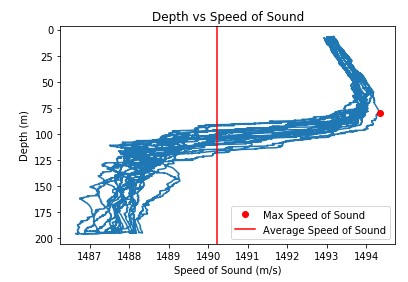 Depth vs Speed of Sound
0
25
50
75
100
125
150
175
200
Depth (m)
Max Speed of Sound
Average Speed of Sound
1487 1488 1489 1490 1491 1492 1493 1494
Speed of Sound (m/s)